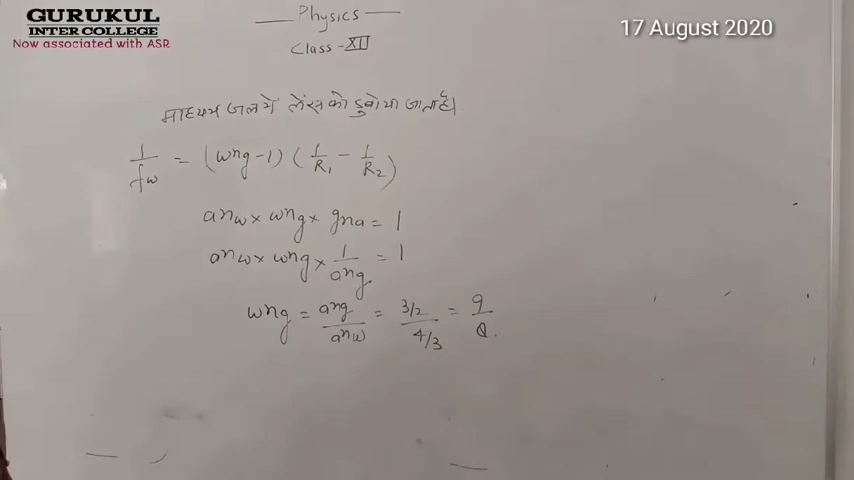 GURUKUL
INTER COLLEGE
Now associated with ASR
17 August 2020
Physics
Class - XII
माध्यम जल में लेंस को डुबोया जाता है।
1/fw = (wng - 1) (1/R1 - 1/R2)
anw × wng × gna = 1
anw × wng × 1/ang = 1
wng = ang/anw = 3/2 / 4/3 = 9/8.